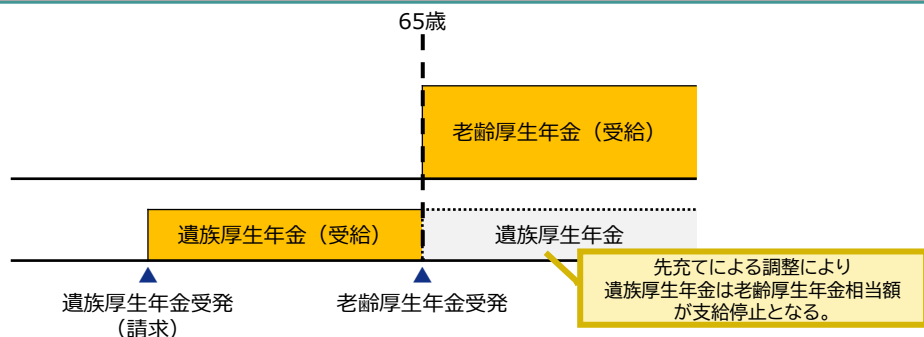 65歳
老齢厚生年金（受給）
遺族厚生年金（受給）
遺族厚生年金
先充てによる調整により
遺族厚生年金は老齢厚生年金相当額
が支給停止となる。
遺族厚生年金受発
（請求）
老齢厚生年金受発